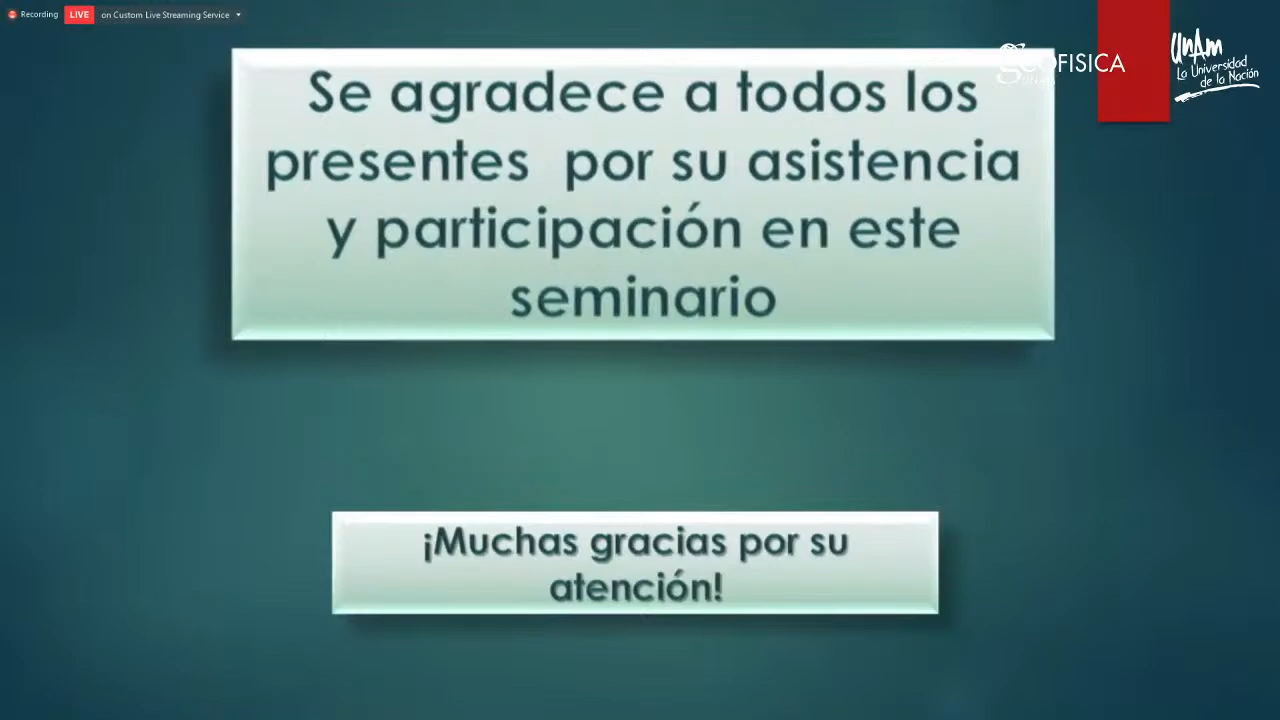 Recording
LIVE
on Custom Live Streaming Service
Se agradece a todos los
presentes por su asistencia
y participación en este
seminario
¡Muchas gracias por su
atención!
gEOFISICA
UnAm
La Universidad
de la Nación